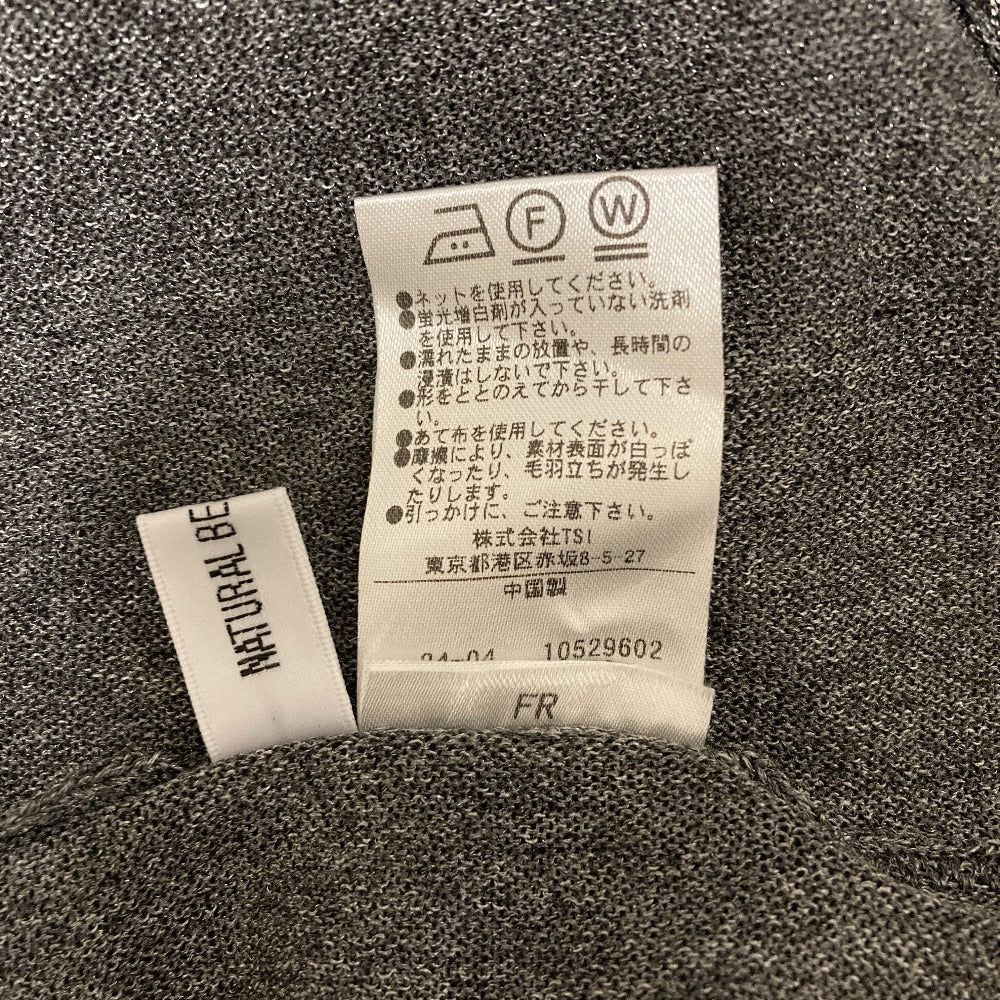 F
W
●ネットを使用してください。
●蛍光増白剤が入っていない洗剤
を使用して下さい。
●濡れたままの放置や、長時間の
浸漬はしないで下さい。
●形をととのえてから干して下さ
い。
●あて布を使用してください。
●摩擦により、素材表面が白っぽ
くなったり、毛羽立ちが発生し
たりします。
●引っかけに、ご注意下さい。
株式会社TSI
東京都港区赤坂8-5-27
中国製
10529602
FR
NATURAL BE